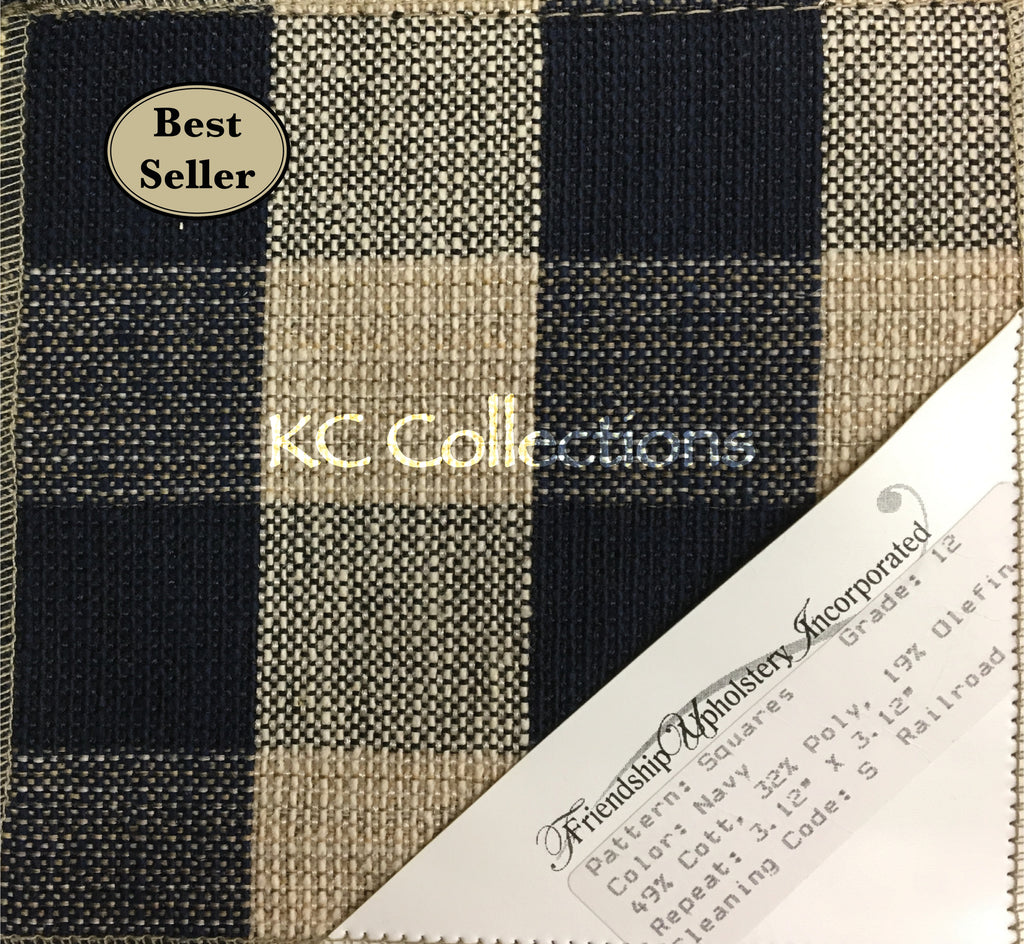 Best
Seller
KC Collections
Friendship Upholstery Incorporated
Pattern: Squares Grade: 12
Color: Navy
49% Cott, 32% Poly, 19% Olefin
Repeat: 3.12" X 3.12"
Cleaning Code: S Railroad